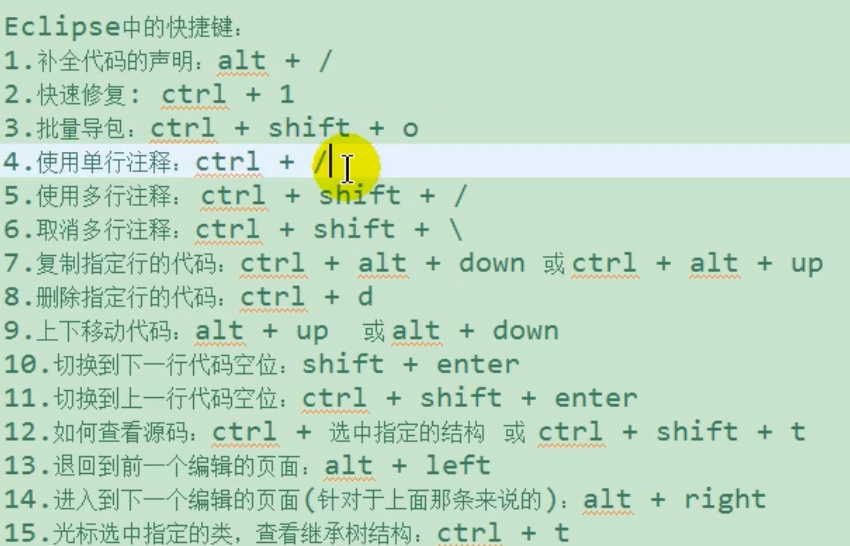 Eclipse中的快捷键:
1.补全代码的声明：alt + /
2.快速修复: ctrl + 1
3.批量导包：ctrl + shift + o
4.使用单行注释：ctrl + /
5.使用多行注释： ctrl + shift + /
6.取消多行注释：ctrl + shift + \
7.复制指定行的代码：ctrl + alt + down 或ctrl + alt + up
8.删除指定行的代码：ctrl + d
9.上下移动代码：alt + up 或alt + down
10.切换到下一行代码空位：shift + enter
11.切换到上一行代码空位：ctrl + shift + enter
12.如何查看源码：ctrl + 选中指定的结构 或 ctrl + shift + t
13.退回到前一个编辑的页面：alt + left
14.进入到下一个编辑的页面(针对于上面那条来说的)：alt + right
15.光标选中指定的类，查看继承树结构：ctrl + t